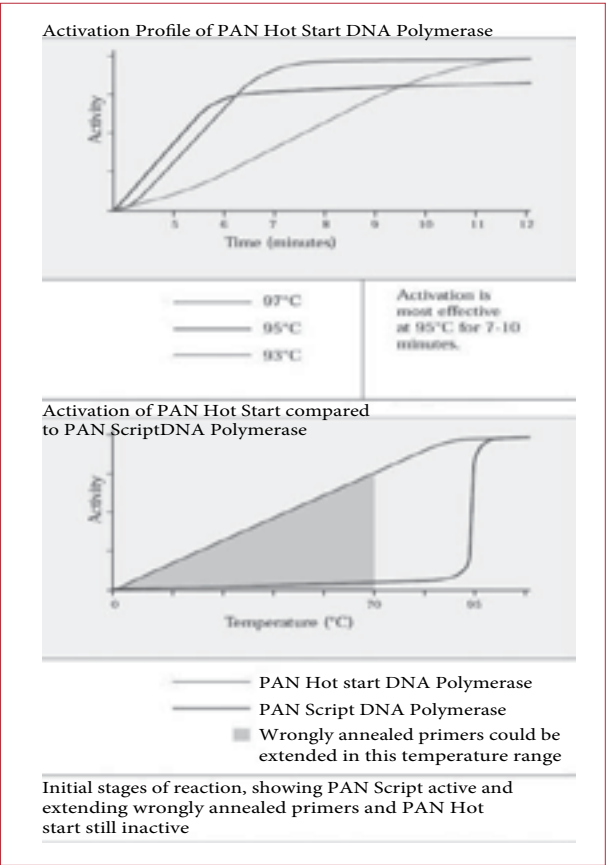 Activation Profile of PAN Hot Start DNA Polymerase
Activity
5 6 7 8 9 10 11 12
Time (minutes)
97°C
95°C
93°C
Activation is
most effective
at 95°C for 7-10
minutes.
Activation of PAN Hot Start compared
to PAN ScriptDNA Polymerase
Activity
0 70 95
Temperature (°C)
PAN Hot start DNA Polymerase
PAN Script DNA Polymerase
Wrongly annealed primers could be
extended in this temperature range
Initial stages of reaction, showing PAN Script active and
extending wrongly annealed primers and PAN Hot
start still inactive